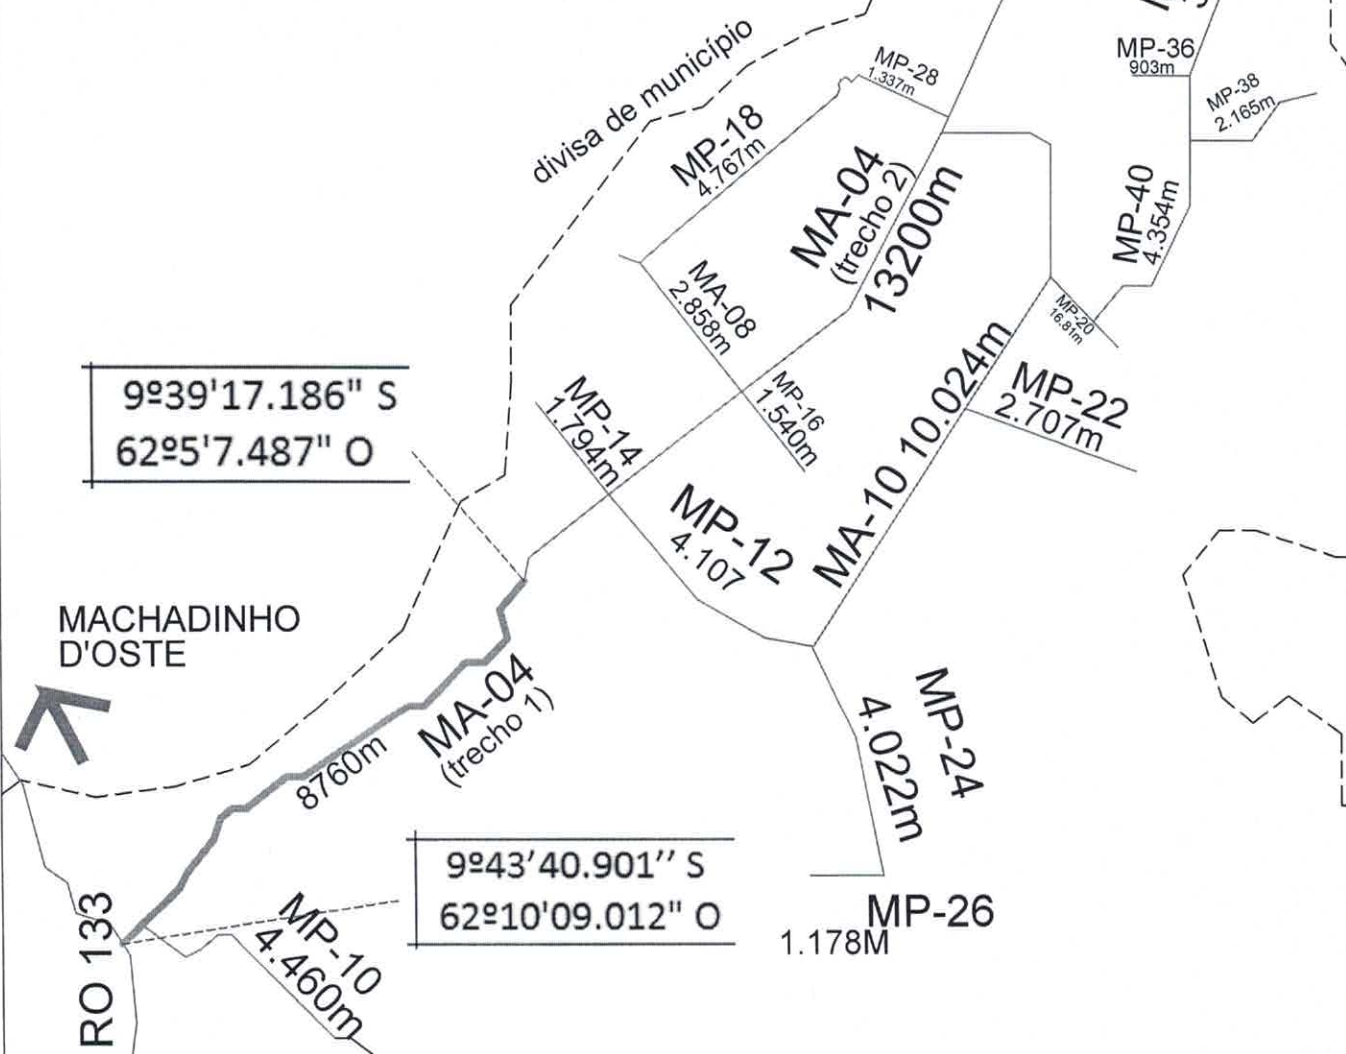 MP-36
903m
MP-28
1.337m
divisa de município
MP-38
2.165m
MP-18
4.767m
MA-04
(trecho 2)
13200m
MP-40
4.354m
MA-08
2.858m
MP-20
16.81m
9º39'17.186" S
62º5'7.487" O
MP-14
1.794m
MP-16
1.540m
MA-10 10.024m
MP-22
2.707m
MP-12
4.107
MACHADINHO
D'OSTE
MA-04
(trecho 1)
8760m
MP-24
4.022m
9º43’40.901’’ S
62º10'09.012" O
MP-26
1.178M
RO 133
MP-10
4.460m